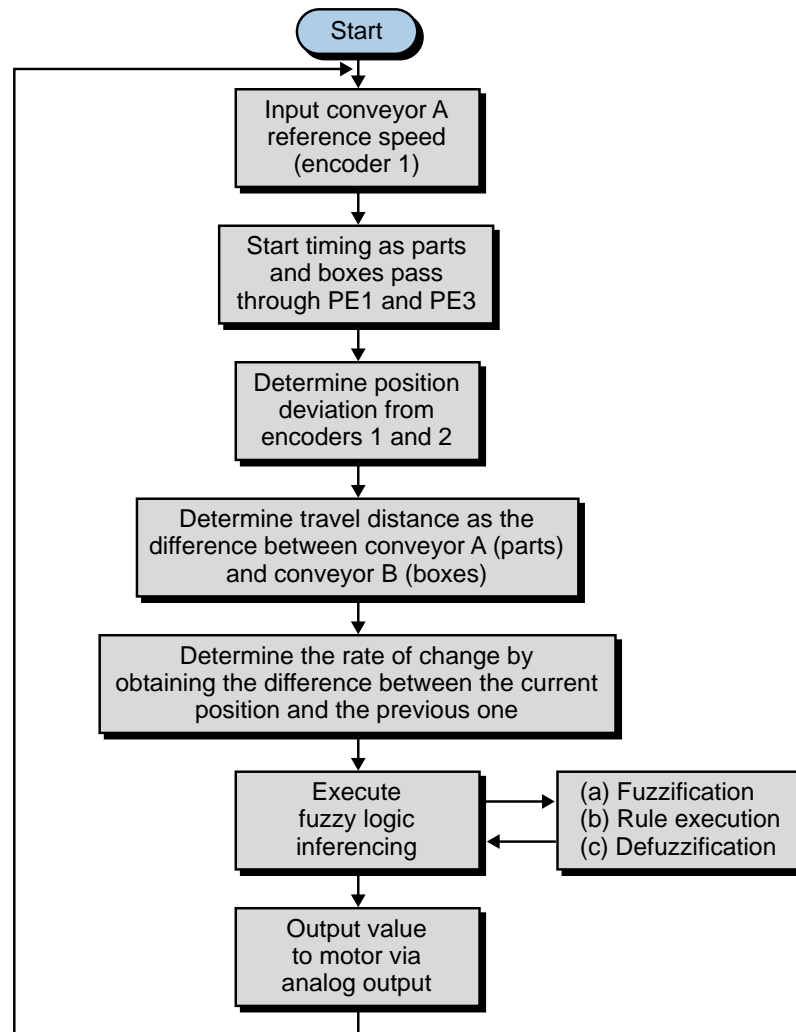 Start
Input conveyor A
reference speed
(encoder 1)
Start timing as parts
and boxes pass
through PE1 and PE3
Determine position
deviation from
encoders 1 and 2
Determine travel distance as the
difference between conveyor A (parts)
and conveyor B (boxes)
Determine the rate of change by
obtaining the difference between the current
position and the previous one
Execute
fuzzy logic
inferencing
(a) Fuzzification
(b) Rule execution
(c) Defuzzification
Output value
to motor via
analog output